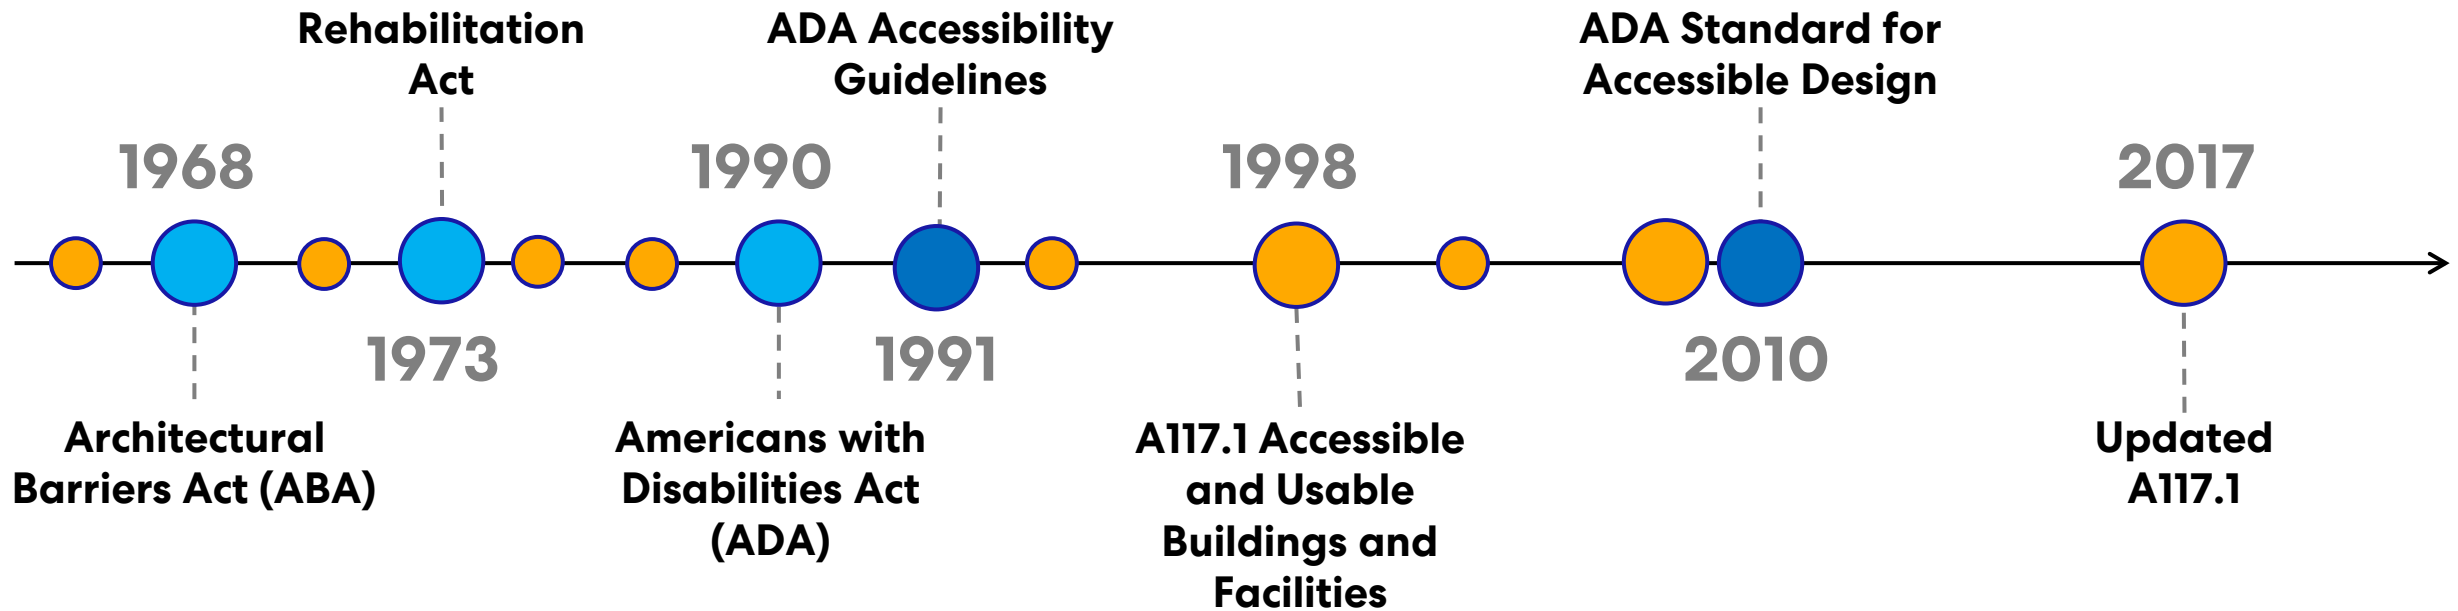 Rehabilitation
Act
ADA Accessibility
Guidelines
ADA Standard for
Accessible Design
1968
1990
1998
2017
1973
1991
2010
Architectural
Barriers Act (ABA)
Americans with
Disabilities Act
(ADA)
A117.1 Accessible
and Usable
Buildings and
Facilities
Updated
A117.1